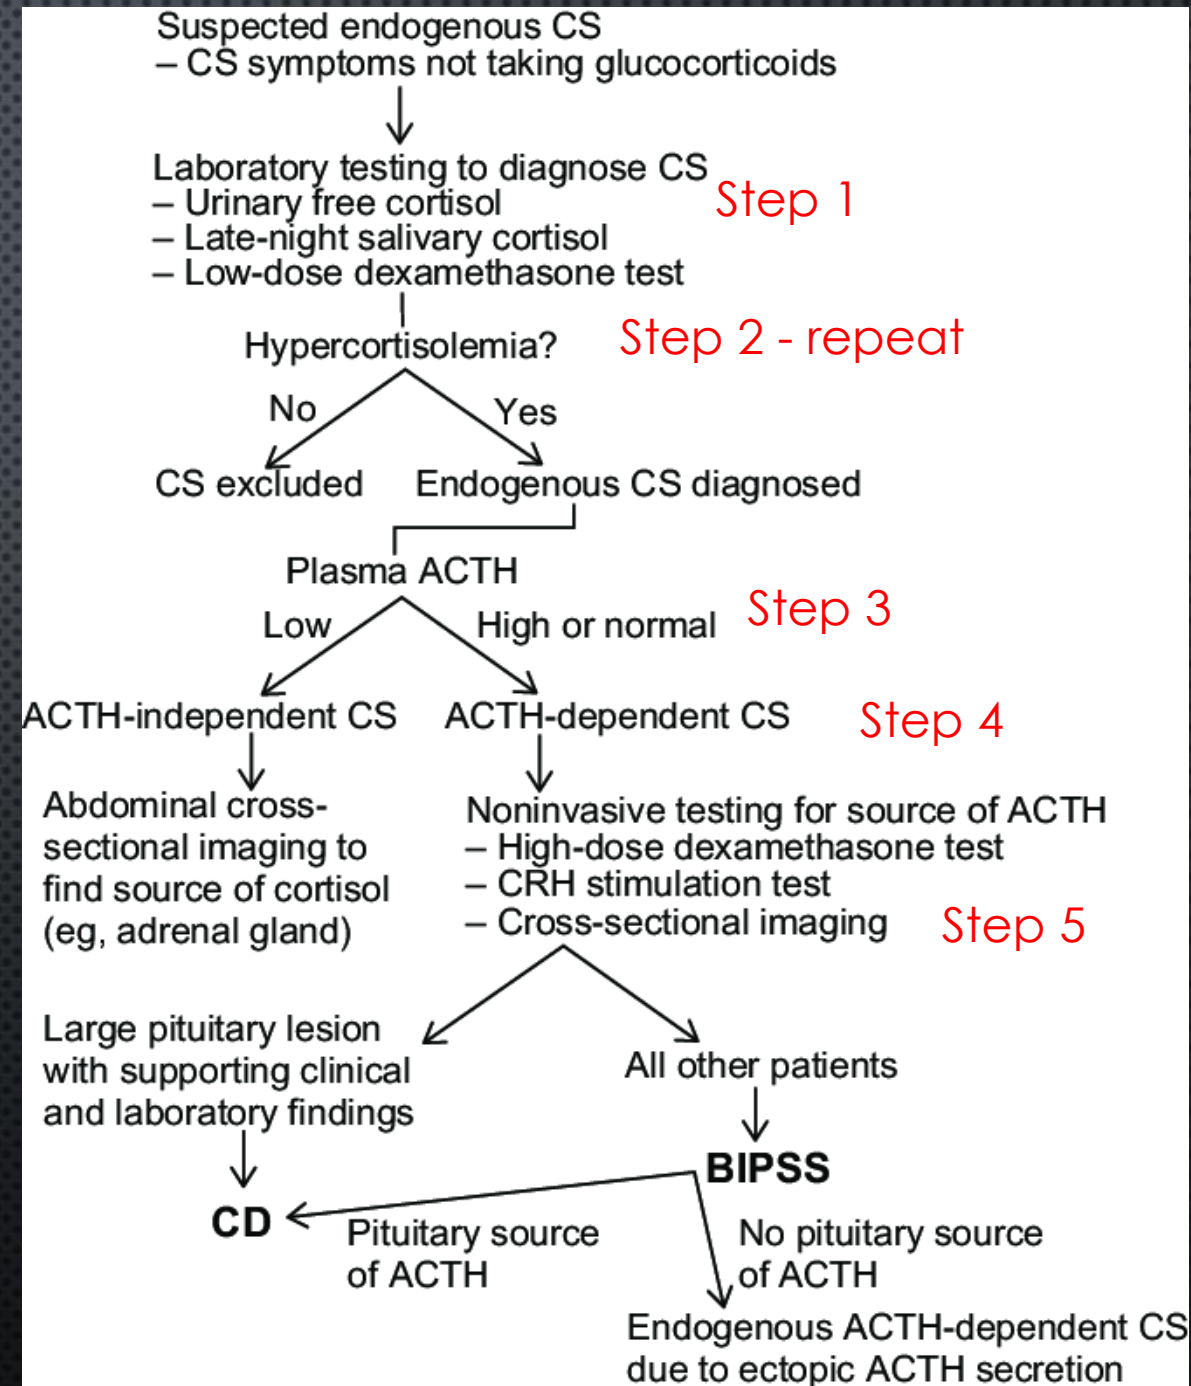 Suspected endogenous CS
– CS symptoms not taking glucocorticoids
Laboratory testing to diagnose CS
– Urinary free cortisol
Step 1
– Late-night salivary cortisol
– Low-dose dexamethasone test
Hypercortisolemia?
Step 2 - repeat
No
Yes
CS excluded
Endogenous CS diagnosed
Plasma ACTH
Step 3
Low
High or normal
ACTH-independent CS
ACTH-dependent CS
Step 4
Abdominal cross-
sectional imaging to
find source of cortisol
(eg, adrenal gland)
Noninvasive testing for source of ACTH
– High-dose dexamethasone test
– CRH stimulation test
– Cross-sectional imaging
Step 5
Large pituitary lesion
with supporting clinical
and laboratory findings
All other patients
BIPSS
CD
Pituitary source
of ACTH
No pituitary source
of ACTH
Endogenous ACTH-dependent CS
due to ectopic ACTH secretion